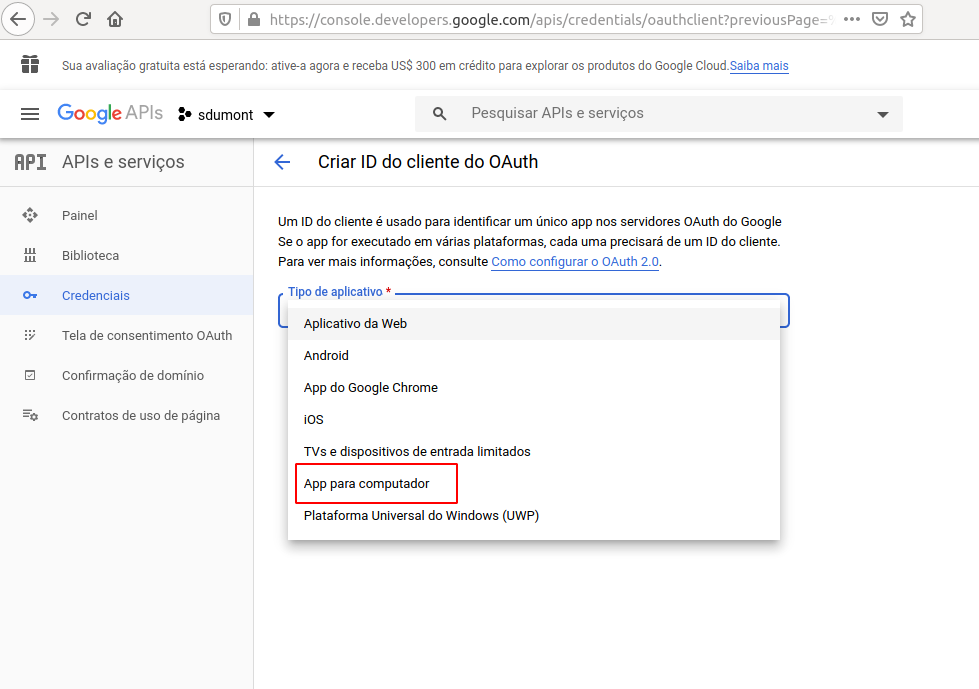 https://console.developers.google.com/apis/credentials/oauthclient?previousPage=%
Sua avaliação gratuita está esperando: ative-a agora e receba US$ 300 em crédito para explorar os produtos do Google Cloud. Saiba mais
Google APIs
sdumont
Pesquisar APIs e serviços
API
APIs e serviços
Criar ID do cliente do OAuth
Painel
Biblioteca
Credenciais
Tela de consentimento OAuth
Confirmação de domínio
Contratos de uso de página
Um ID do cliente é usado para identificar um único app nos servidores OAuth do Google
Se o app for executado em várias plataformas, cada uma precisará de um ID do cliente.
Para ver mais informações, consulte Como configurar o OAuth 2.0.
Tipo de aplicativo *
Aplicativo da Web
Android
App do Google Chrome
iOS
TVs e dispositivos de entrada limitados
App para computador
Plataforma Universal do Windows (UWP)